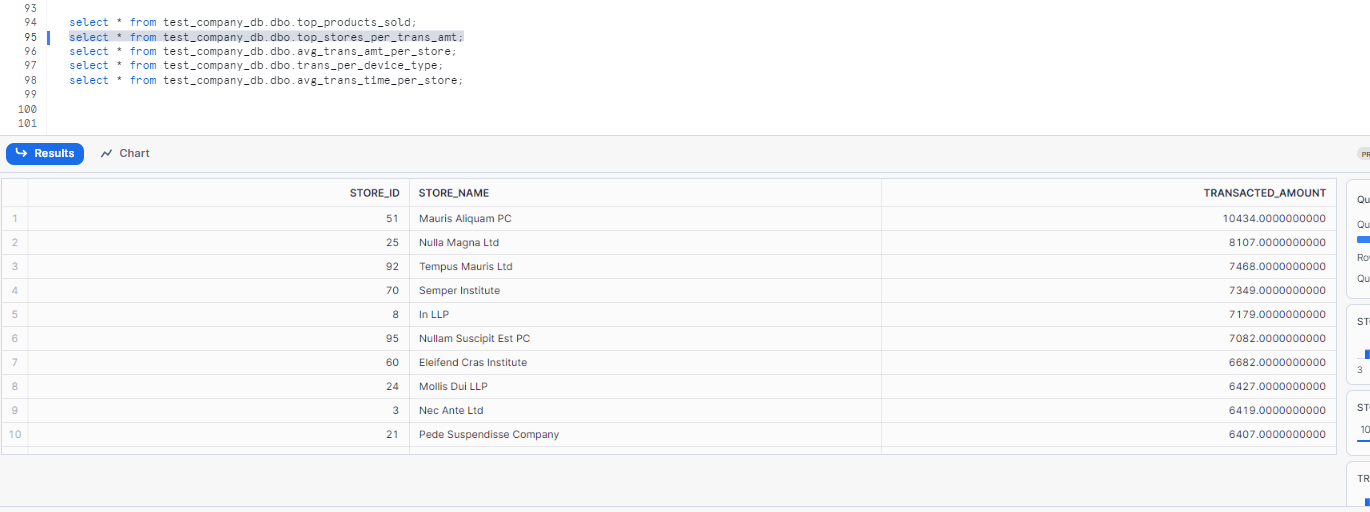 93
94 select * from test_company_db.dbo.top_products_sold;
95 select * from test_company_db.dbo.top_stores_per_trans_amt;
96 select * from test_company_db.dbo.avg_trans_amt_per_store;
97 select * from test_company_db.dbo.trans_per_device_type;
98 select * from test_company_db.dbo.avg_trans_time_per_store;
99
100
101
Results Chart PR
STORE_ID STORE_NAME TRANSACTED_AMOUNT
1 51 Mauris Aliquam PC 10434.0000000000
2 25 Nulla Magna Ltd 8107.0000000000
3 92 Tempus Mauris Ltd 7468.0000000000
4 70 Semper Institute 7349.0000000000
5 8 In LLP 7179.0000000000
6 95 Nullam Suscipit Est PC 7082.0000000000
7 60 Eleifend Cras Institute 6682.0000000000
8 24 Mollis Dui LLP 6427.0000000000
9 3 Nec Ante Ltd 6419.0000000000
10 21 Pede Suspendisse Company 6407.0000000000
Qu
Qu
Ro
Qu
ST
3
ST
10
TR